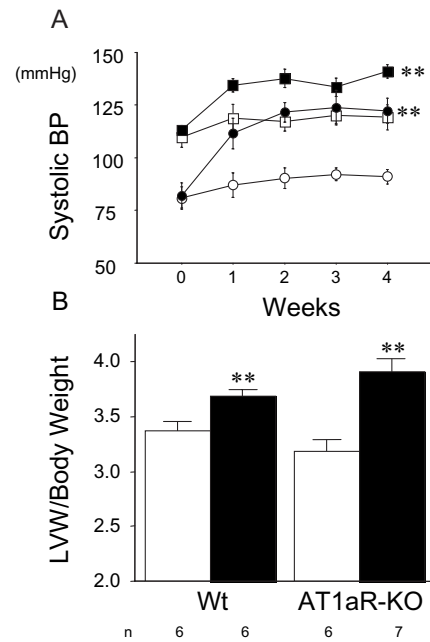 A
(mmHg)
Systolic BP
150
125
100
75
50
**
**
0 1 2 3 4
Weeks
B
LVW/Body Weight
4.0
3.5
3.0
2.5
2.0
**
**
Wt AT1aR-KO
n 6 6 6 7